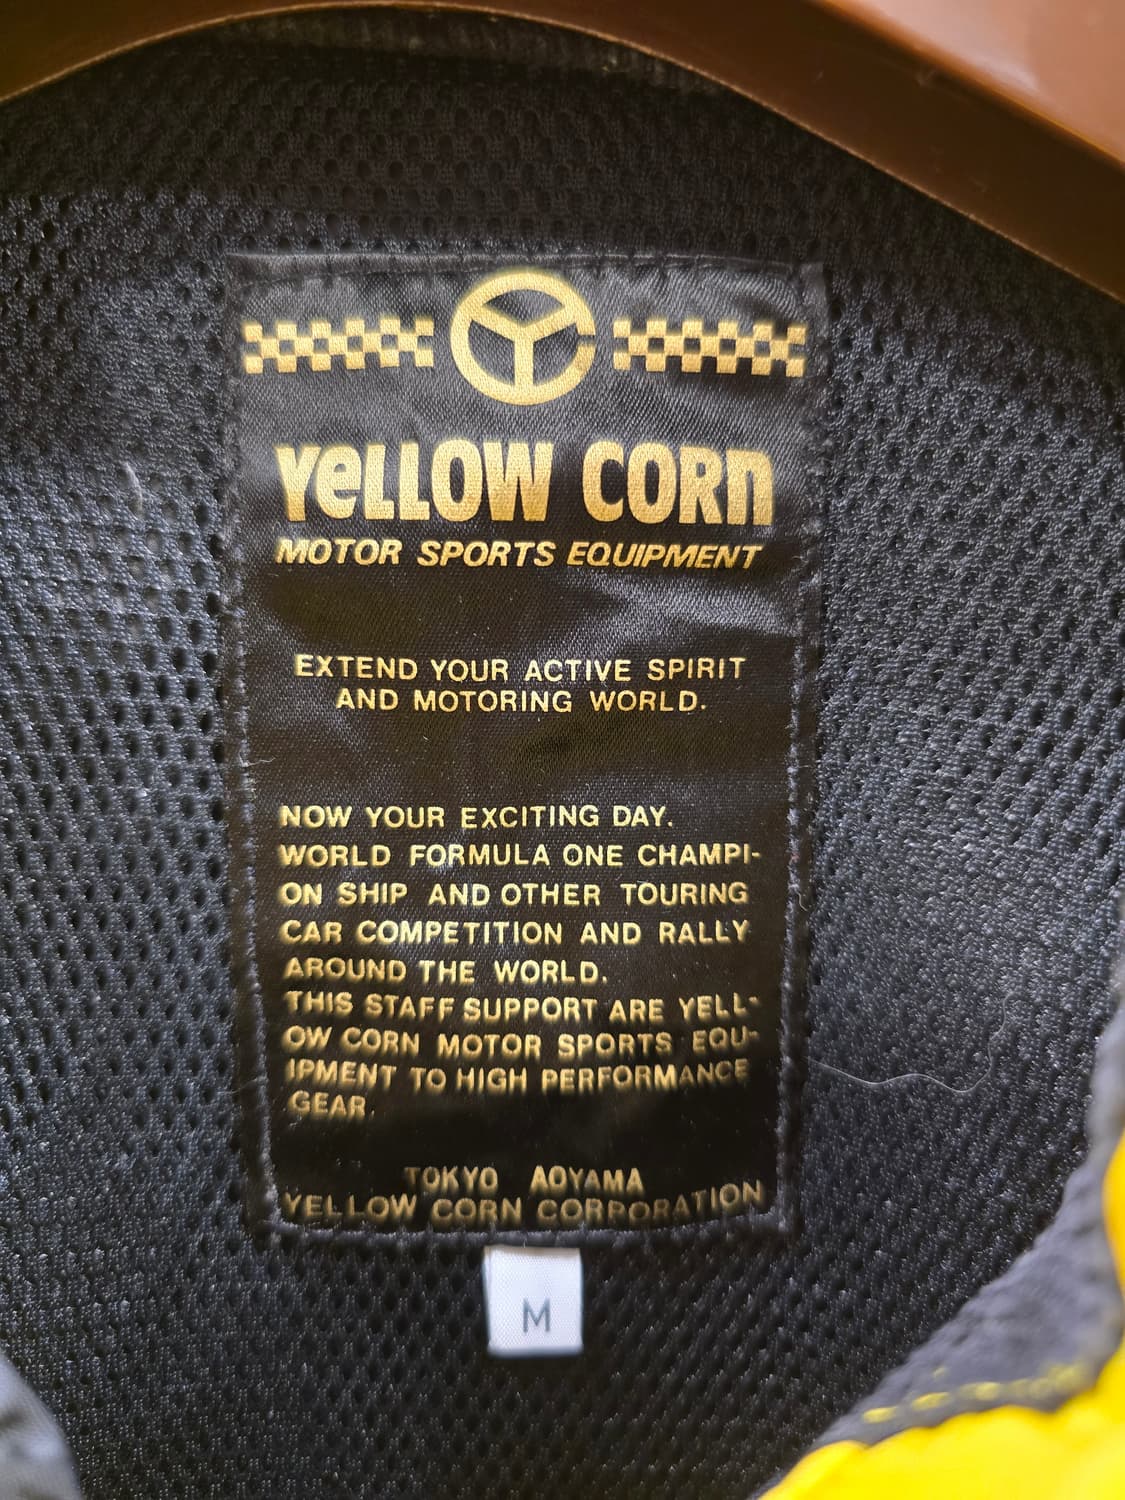 YeLLOW CORn
MOTOR SPORTS EQUIPMENT
EXTEND YOUR ACTIVE SPIRIT
AND MOTORING WORLD.
NOW YOUR EXCITING DAY.
WORLD FORMULA ONE CHAMPI-
ON SHIP AND OTHER TOURING
CAR COMPETITION AND RALLY
AROUND THE WORLD.
THIS STAFF SUPPORT ARE YELL-
OW CORN MOTOR SPORTS EQU-
IPMENT TO HIGH PERFORMANCE
GEAR.
TOKYO AOYAMA
YELLOW CORN CORPORATION
M